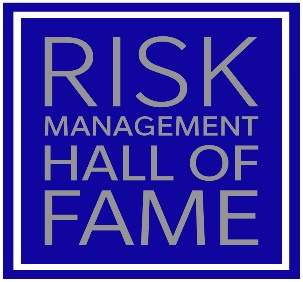 RISK
MANAGEMENT
HALL OF
FAME